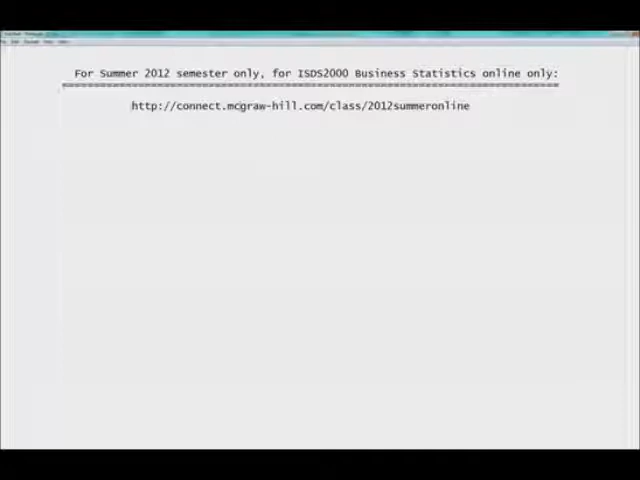 For Summer 2012 semester only, for ISDS2000 Business Statistics online only:
http://connect.mcgraw-hill.com/class/2012summeronline